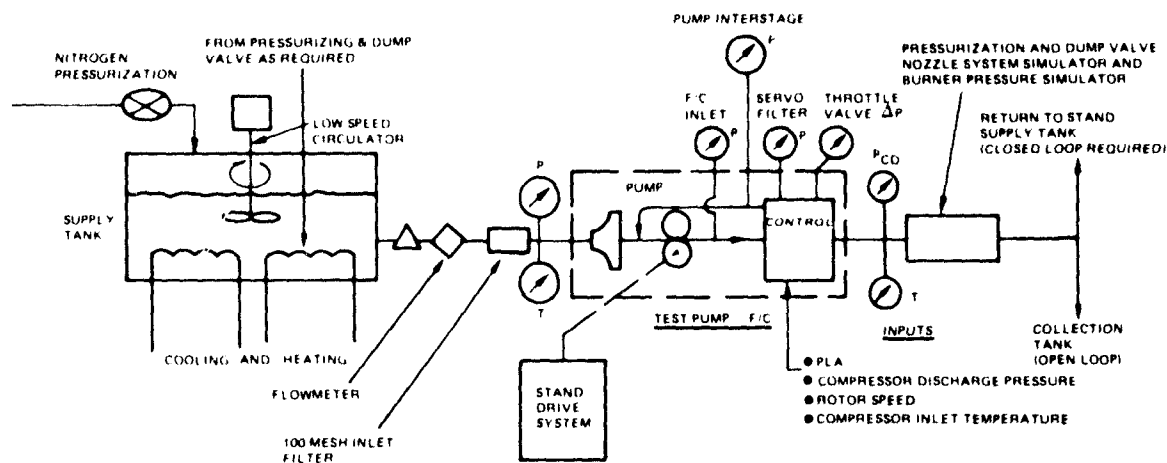 PUMP INTERSTAGE
P
NITROGEN
PRESSURIZATION
FROM PRESSURIZING & DUMP
VALVE AS REQUIRED
LOW SPEED
CIRCULATOR
F/C
INLET
P
SERVO
FILTER
P
THROTTLE
VALVE ΔP
PRESSURIZATION AND DUMP VALVE
NOZZLE SYSTEM SIMULATOR AND
BURNER PRESSURE SIMULATOR
RETURN TO STAND
SUPPLY TANK
(CLOSED LOOP REQUIRED)
SUPPLY
TANK
P
PUMP
CONTROL
PCD
T
T
TEST PUMP F/C
INPUTS
COOLING AND HEATING
FLOWMETER
100 MESH INLET
FILTER
STAND
DRIVE
SYSTEM
● PLA
● COMPRESSOR DISCHARGE PRESSURE
● ROTOR SPEED
● COMPRESSOR INLET TEMPERATURE
COLLECTION
TANK
(OPEN LOOP)